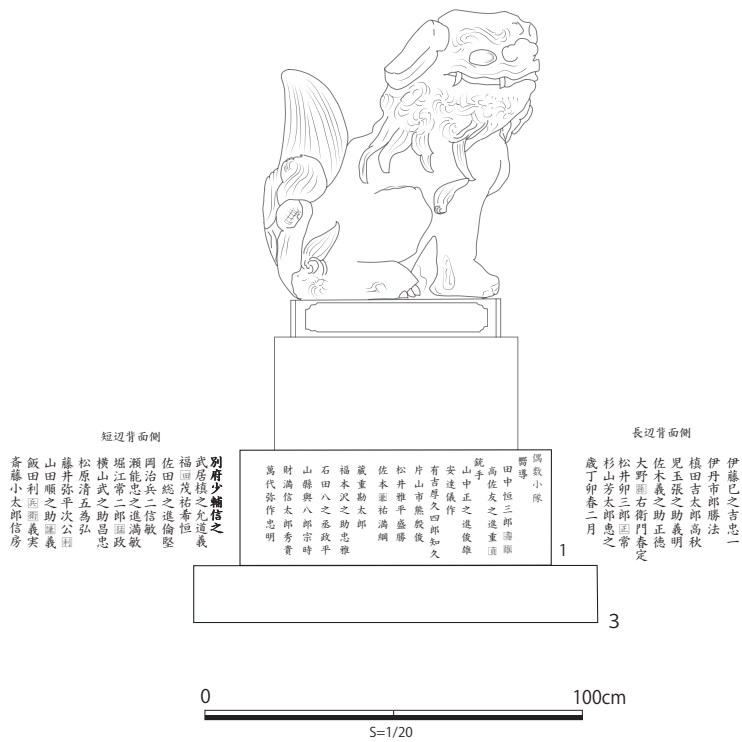 長辺背面側
伊藤巳之吉忠一
伊丹市郎勝法
槙田吉太郎高秋
児玉張之助義明
佐木義之助正徳
大野 右衛門春定
松井卯三郎正常
杉山芳太郎恵之
歳丁卯春二月
偶数小隊
嚮導
田中恒三郎
高佐友之進重直
銃手
山中正之進俊雄
安達儀作
有吉厚久四郎知久
片山市熊殷俊
松井雅平盛勝
佐本 祐満綱
蔵重勘太郎
福本沢之助忠雅
石田八之丞政平
山縣與八郎宗時
財満信太郎秀貴
萬代弥作忠明
短辺背面側
別府少輔信之
武居槙之允道義
福田茂祐希恒
佐田総之進倫堅
岡治兵二信敏
瀬能忠之進満敏
堀江常二郎 政
横山武之助昌忠
松原清五為弘
藤井弥平次公利
山田順之助 義
飯田利兵衛義実
斎藤小太郎信房
1
3
0
100cm
S=1/20